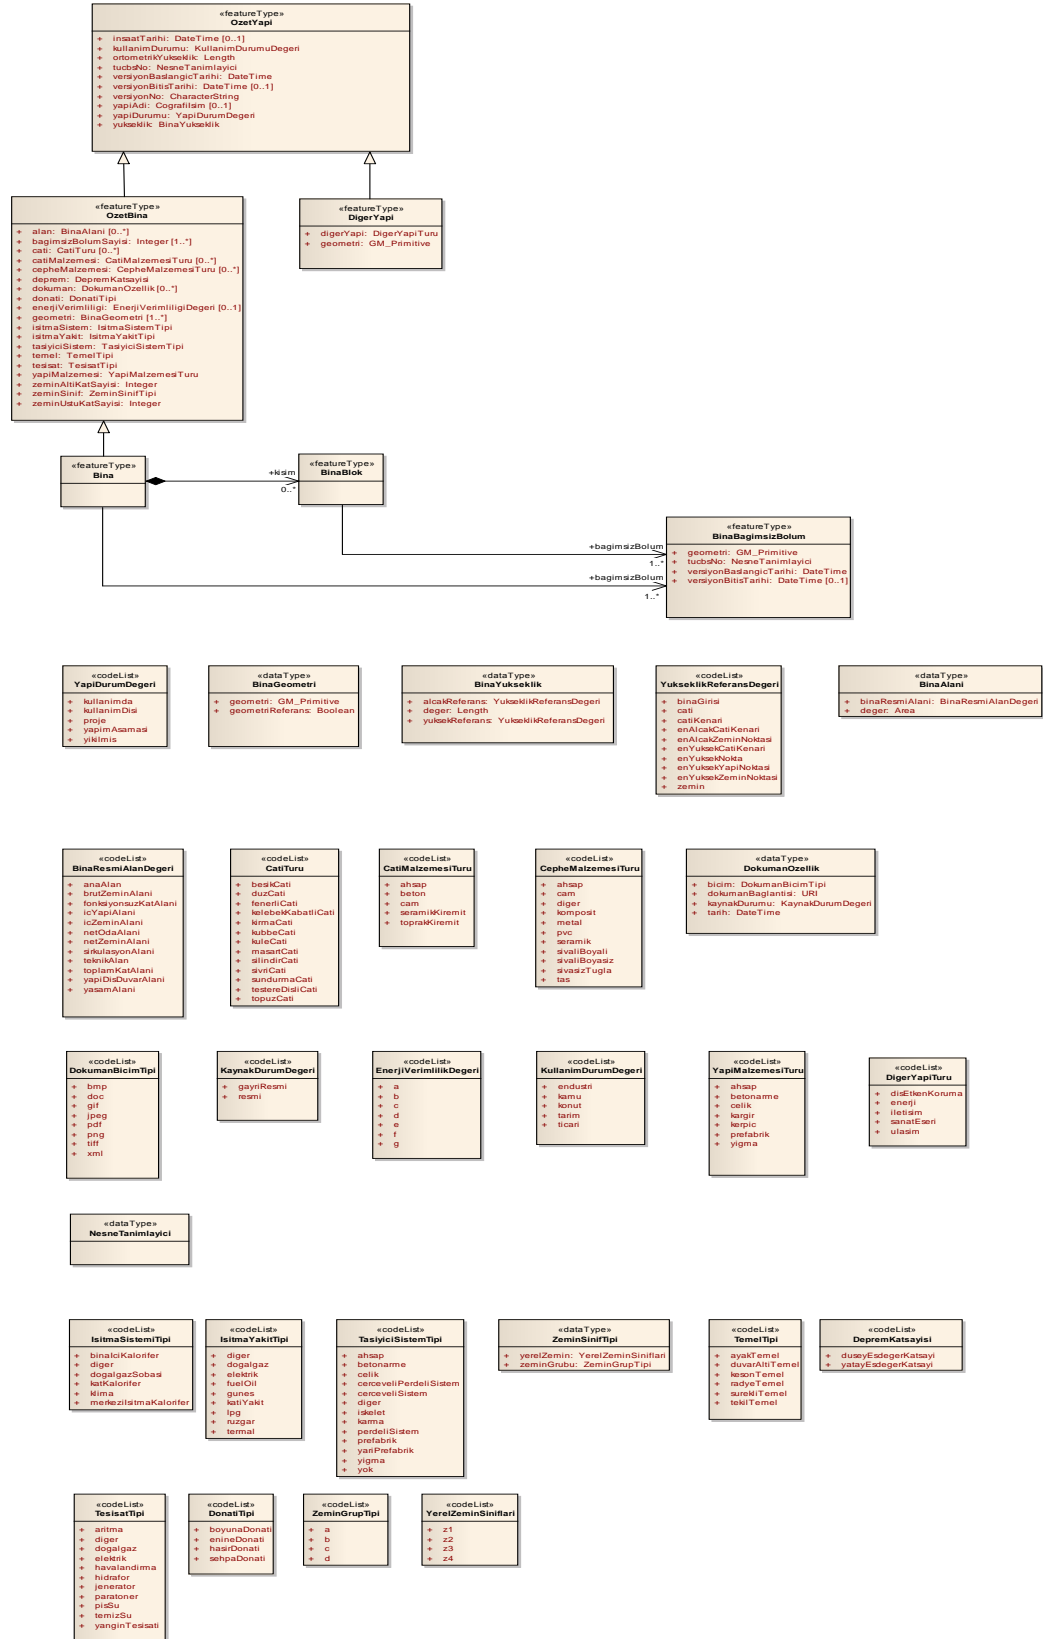 «featureType»
OzetYapi
+ insaatTarihi: DateTime [0..1]
+ kullanimDurumu: KullanimDurumuDegeri
+ ortometrikYukseklik: Length
+ tucbsNo: NesneTanimlayici
+ versiyonBaslangicTarihi: DateTime
+ versiyonBitisTarihi: DateTime [0..1]
+ versiyonNo: CharacterString
+ yapiAdi: CografiIsim [0..1]
+ yapiDurumu: YapiDurumDegeri
+ yukseklik: BinaYukseklik
«featureType»
OzetBina
+ alan: BinaAlani [0..*]
+ bagimsizBolumSayisi: Integer [1..*]
+ cati: CatiTuru [0..*]
+ catiMalzemesi: CatiMalzemesiTuru [0..*]
+ cepheMalzemesi: CepheMalzemesiTuru [0..*]
+ deprem: DepremKatsayisi
+ dokuman: DokumanOzellik [0..*]
+ donati: DonatiTipi
+ enerjiVerimliligi: EnerjiVerimliligiDegeri [0..1]
+ geometri: BinaGeometri [1..*]
+ isitmaSistem: IsitmaSistemTipi
+ isitmaYakit: IsitmaYakitTipi
+ tasiyiciSistem: TasiyiciSistemTipi
+ temel: TemelTipi
+ tesisat: TesisatTipi
+ yapiMalzemesi: YapiMalzemesiTuru
+ zeminAltiKatSayisi: Integer
+ zeminSinif: ZeminSinifTipi
+ zeminUstuKatSayisi: Integer
«featureType»
DigerYapi
+ digerYapi: DigerYapiTuru
+ geometri: GM_Primitive
«featureType»
Bina
+kisim
0..*
«featureType»
BinaBlok
+bagimsizBolum
1..*
+bagimsizBolum
1..*
«featureType»
BinaBagimsizBolum
+ geometri: GM_Primitive
+ tucbsNo: NesneTanimlayici
+ versiyonBaslangicTarihi: DateTime
+ versiyonBitisTarihi: DateTime [0..1]
«codeList»
YapiDurumDegeri
+ kullanimda
+ kullanimDisi
+ proje
+ yapimAsamasi
+ yikilmis
«dataType»
BinaGeometri
+ geometri: GM_Primitive
+ geometriReferans: Boolean
«dataType»
BinaYukseklik
+ alcakReferans: YukseklikReferansDegeri
+ deger: Length
+ yuksekReferans: YukseklikReferansDegeri
«codeList»
YukseklikReferansDegeri
+ binaGirisi
+ cati
+ catiKenari
+ enAlcakCatiKenari
+ enAlcakZeminNoktasi
+ enYuksekCatiKenari
+ enYuksekNokta
+ enYuksekYapiNoktasi
+ enYuksekZeminNoktasi
+ zemin
«dataType»
BinaAlani
+ binaResmiAlani: BinaResmiAlanDegeri
+ deger: Area
«codeList»
BinaResmiAlanDegeri
+ anaAlan
+ brutZeminAlani
+ fonksiyonsuzKatAlani
+ icYapiAlani
+ icZeminAlani
+ netOdaAlani
+ netZeminAlani
+ sirkulasyonAlani
+ teknikAlan
+ toplamKatAlani
+ yapiDisDuvarAlani
+ yasamAlani
«codeList»
CatiTuru
+ besikCati
+ duzCati
+ fenerliCati
+ kelebekKabatliCati
+ kirmaCati
+ kubbeCati
+ kuleCati
+ masartCati
+ silindirCati
+ sivriCati
+ sundurmaCati
+ testereDisliCati
+ topuzCati
«codeList»
CatiMalzemesiTuru
+ ahsap
+ beton
+ cam
+ seramikKiremit
+ toprakKiremit
«codeList»
CepheMalzemesiTuru
+ ahsap
+ cam
+ diger
+ komposit
+ metal
+ pvc
+ seramik
+ sivaliBoyali
+ sivaliBoyasiz
+ sivasizTugla
+ tas
«dataType»
DokumanOzellik
+ bicim: DokumanBicimTipi
+ dokumanBaglantisi: URI
+ kaynakDurumu: KaynakDurumDegeri
+ tarih: DateTime
«codeList»
DokumanBicimTipi
+ bmp
+ doc
+ gif
+ jpeg
+ pdf
+ png
+ tiff
+ xml
«codeList»
KaynakDurumDegeri
+ gayriResmi
+ resmi
«codeList»
EnerjiVerimlilikDegeri
+ a
+ b
+ c
+ d
+ e
+ f
+ g
«codeList»
KullanimDurumDegeri
+ endustri
+ kamu
+ konut
+ tarim
+ ticari
«codeList»
YapiMalzemesiTuru
+ ahsap
+ betonarme
+ celik
+ kargir
+ kerpic
+ prefabrik
+ yigma
«codeList»
DigerYapiTuru
+ disEtkenKoruma
+ enerji
+ iletisim
+ sanatEseri
+ ulasim
«dataType»
NesneTanimlayici
«codeList»
IsitmaSistemiTipi
+ binaIciKalorifer
+ diger
+ dogalgazSobasi
+ katKalorifer
+ klima
+ merkeziIsitmaKalorifer
«codeList»
IsitmaYakitTipi
+ diger
+ dogalgaz
+ elektrik
+ fuelOil
+ gunes
+ katiYakit
+ lpg
+ ruzgar
+ termal
«codeList»
TasiyiciSistemTipi
+ ahsap
+ betonarme
+ celik
+ cerceveliPerdeliSistem
+ cerceveliSistem
+ diger
+ iskelet
+ karma
+ perdeliSistem
+ prefabrik
+ yariPrefabrik
+ yigma
+ yok
«dataType»
ZeminSinifTipi
+ yerelZemin: YerelZeminSiniflari
+ zeminGrubu: ZeminGrupTipi
«codeList»
TemelTipi
+ ayakTemel
+ duvarAltiTemel
+ kesonTemel
+ radyeTemel
+ surekliTemel
+ tekilTemel
«codeList»
DepremKatsayisi
+ duseyEsdegerKatsayi
+ yatayEsdegerKatsayi
«codeList»
TesisatTipi
+ aritma
+ diger
+ dogalgaz
+ elektrik
+ havalandirma
+ hidrafor
+ jenerator
+ paratoner
+ pisSu
+ temizSu
+ yanginTesisati
«codeList»
DonatiTipi
+ boyunaDonati
+ enineDonati
+ hasirDonati
+ sehpaDonati
«codeList»
ZeminGrupTipi
+ a
+ b
+ c
+ d
«codeList»
YerelZeminSiniflari
+ z1
+ z2
+ z3
+ z4